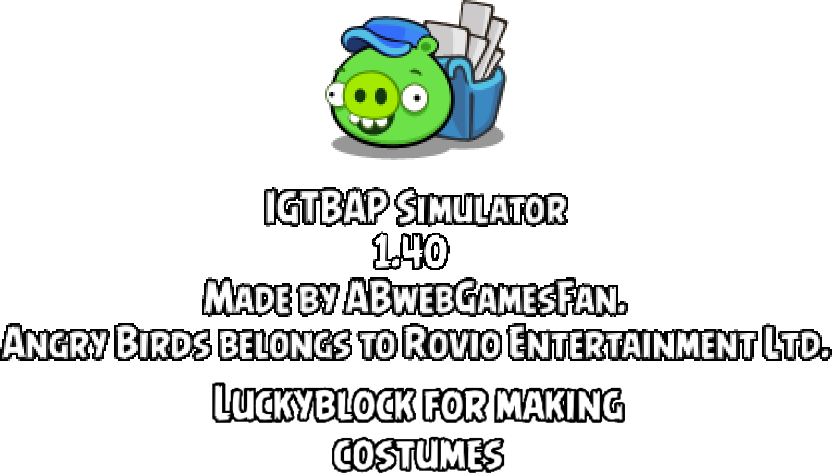 IGTBAP Simulator
1.40
Made by ABwebGamesFan.
Angry Birds belongs to Rovio Entertainment Ltd.
Luckyblock for making
costumes